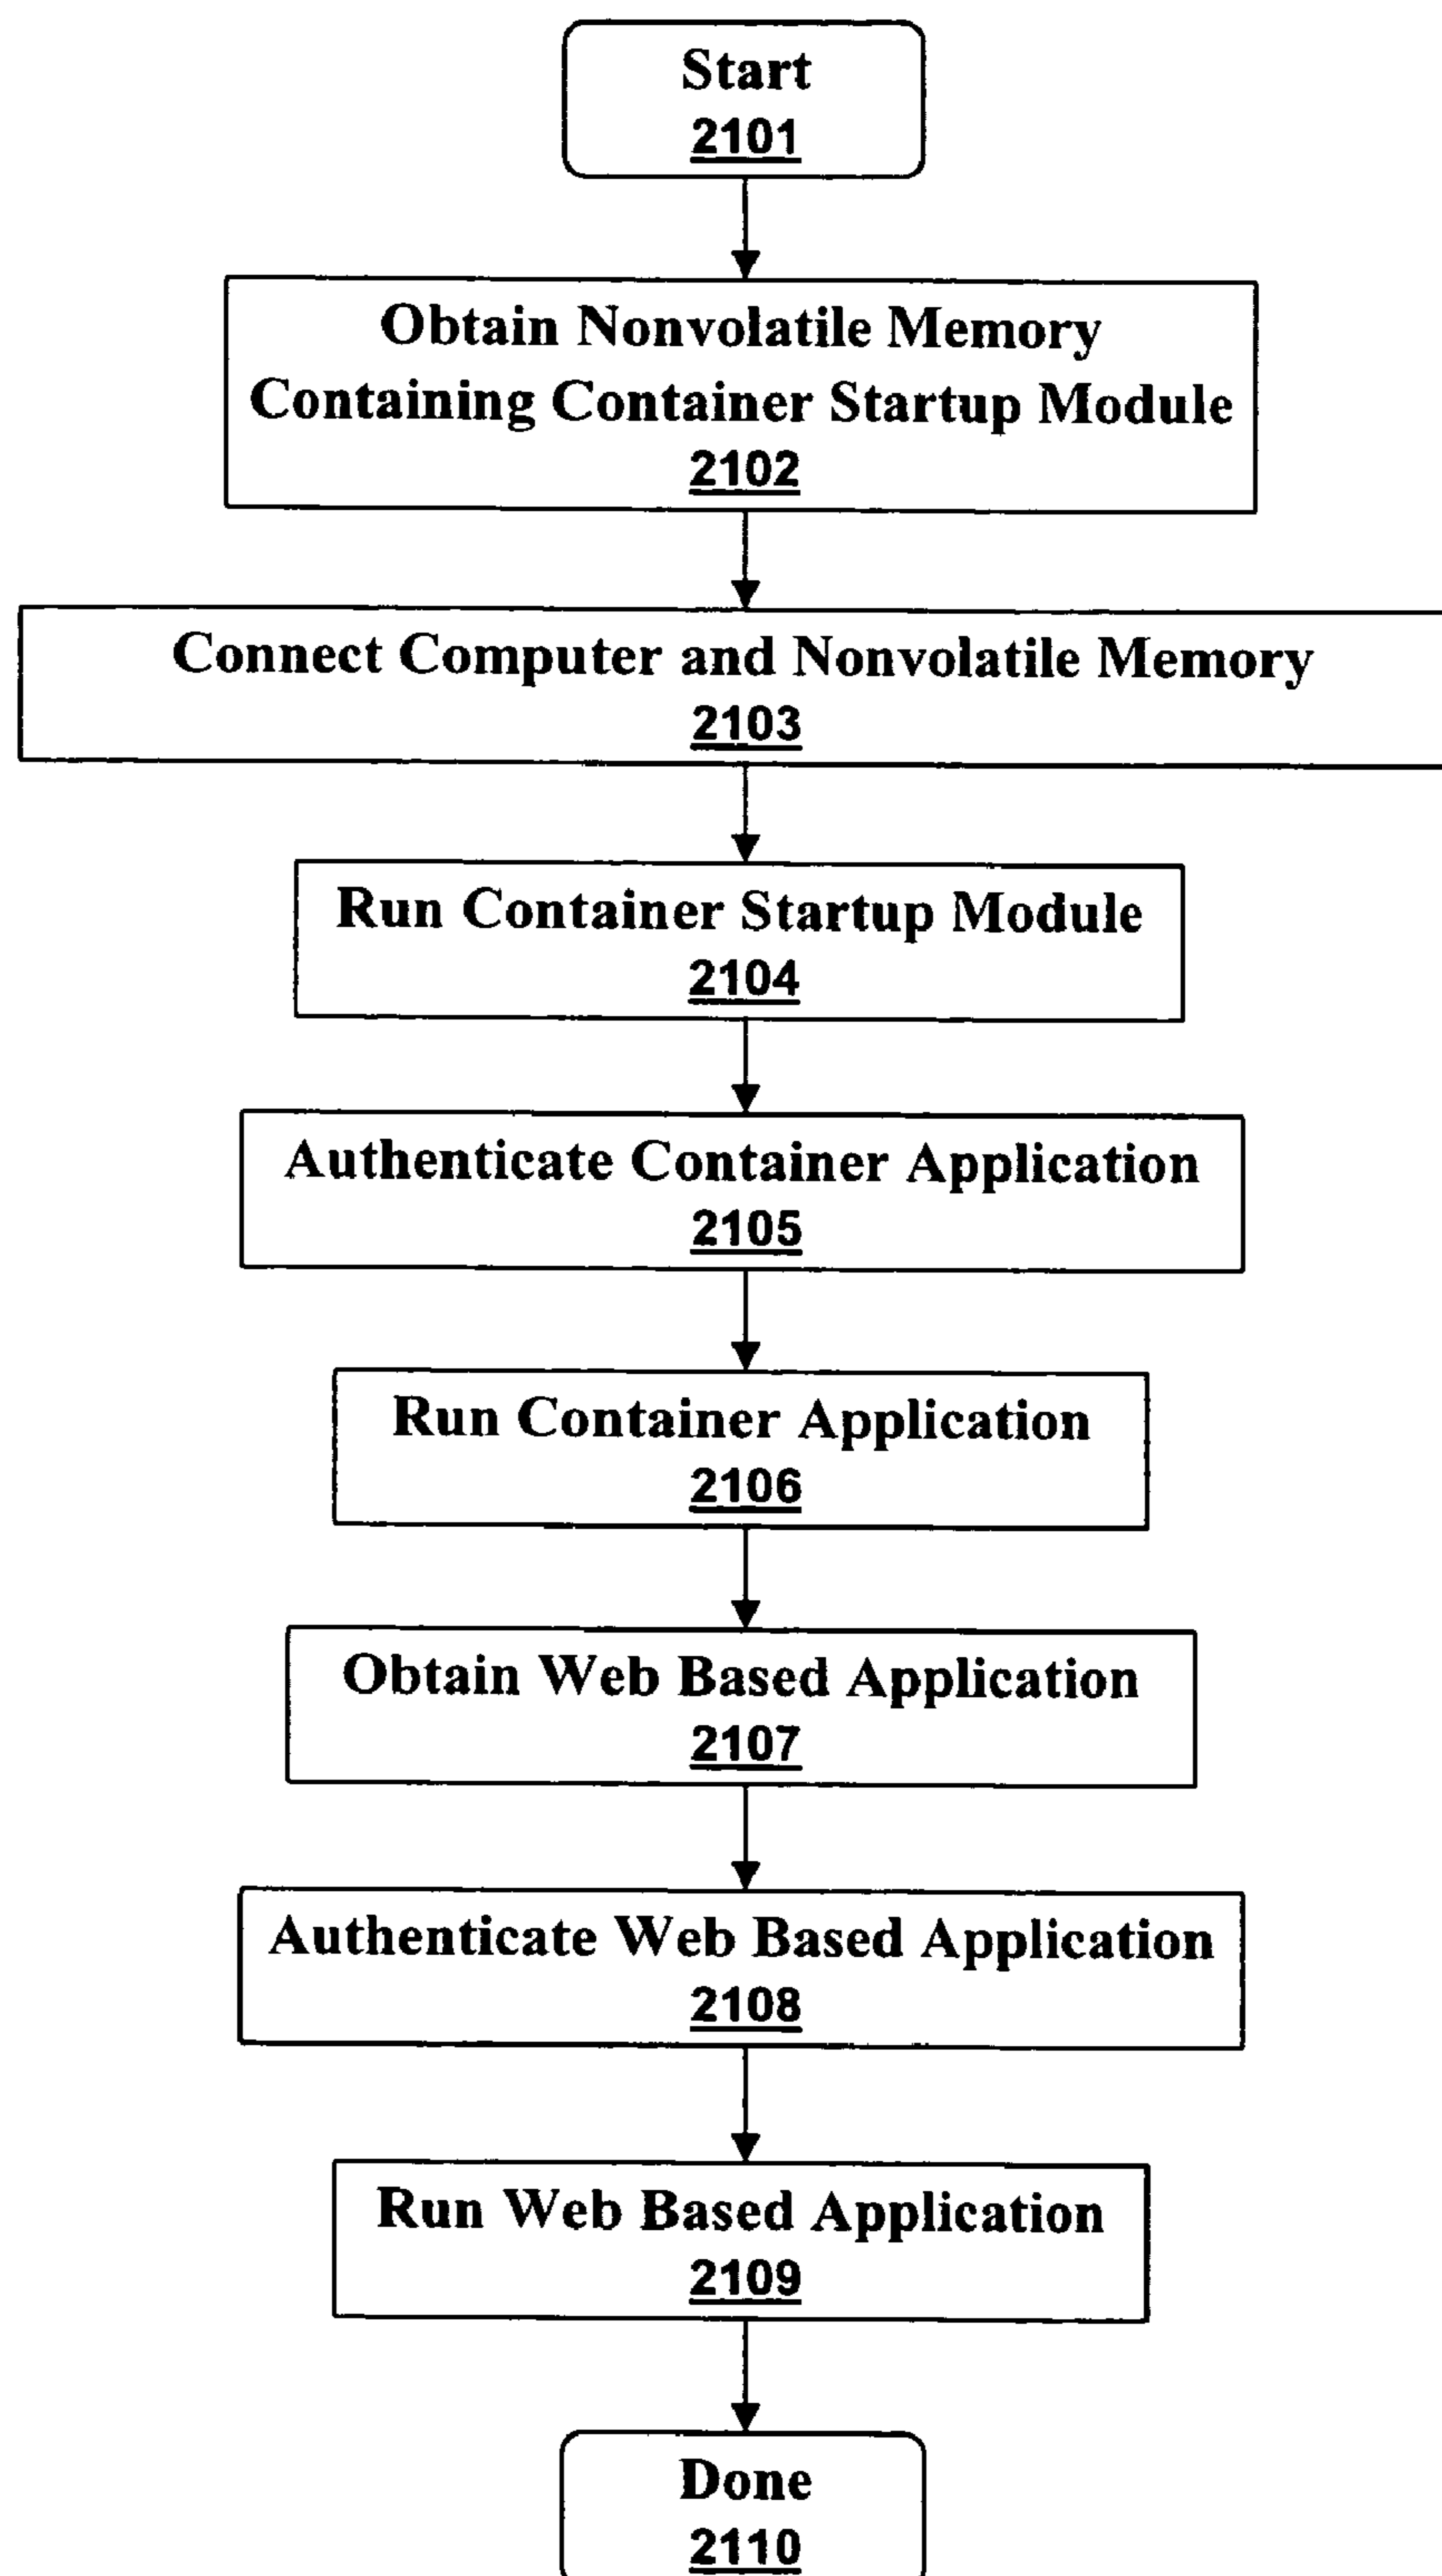 Start
2101
Obtain Nonvolatile Memory
Containing Container Startup Module
2102
Connect Computer and Nonvolatile Memory
2103
Run Container Startup Module
2104
Authenticate Container Application
2105
Run Container Application
2106
Obtain Web Based Application
2107
Authenticate Web Based Application
2108
Run Web Based Application
2109
Done
2110